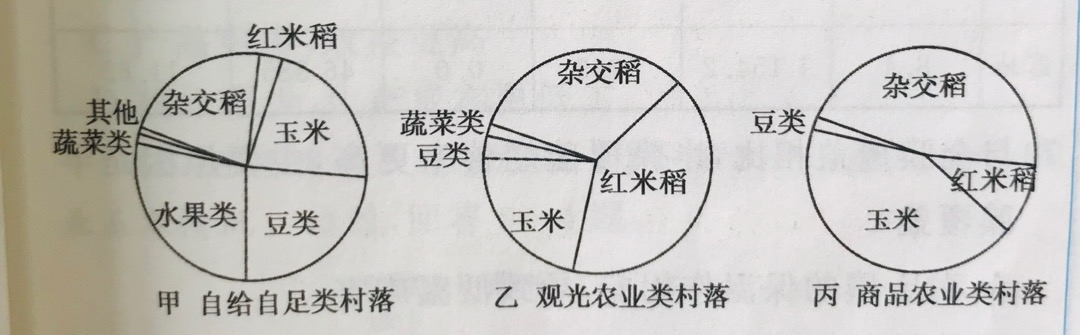 红米稻
杂交稻
其他
玉米
蔬菜类
水果类
豆类
甲 自给自足类村落
杂交稻
蔬菜类
豆类
红米稻
玉米
乙 观光农业类村落
杂交稻
豆类
红米稻
玉米
丙 商品农业类村落